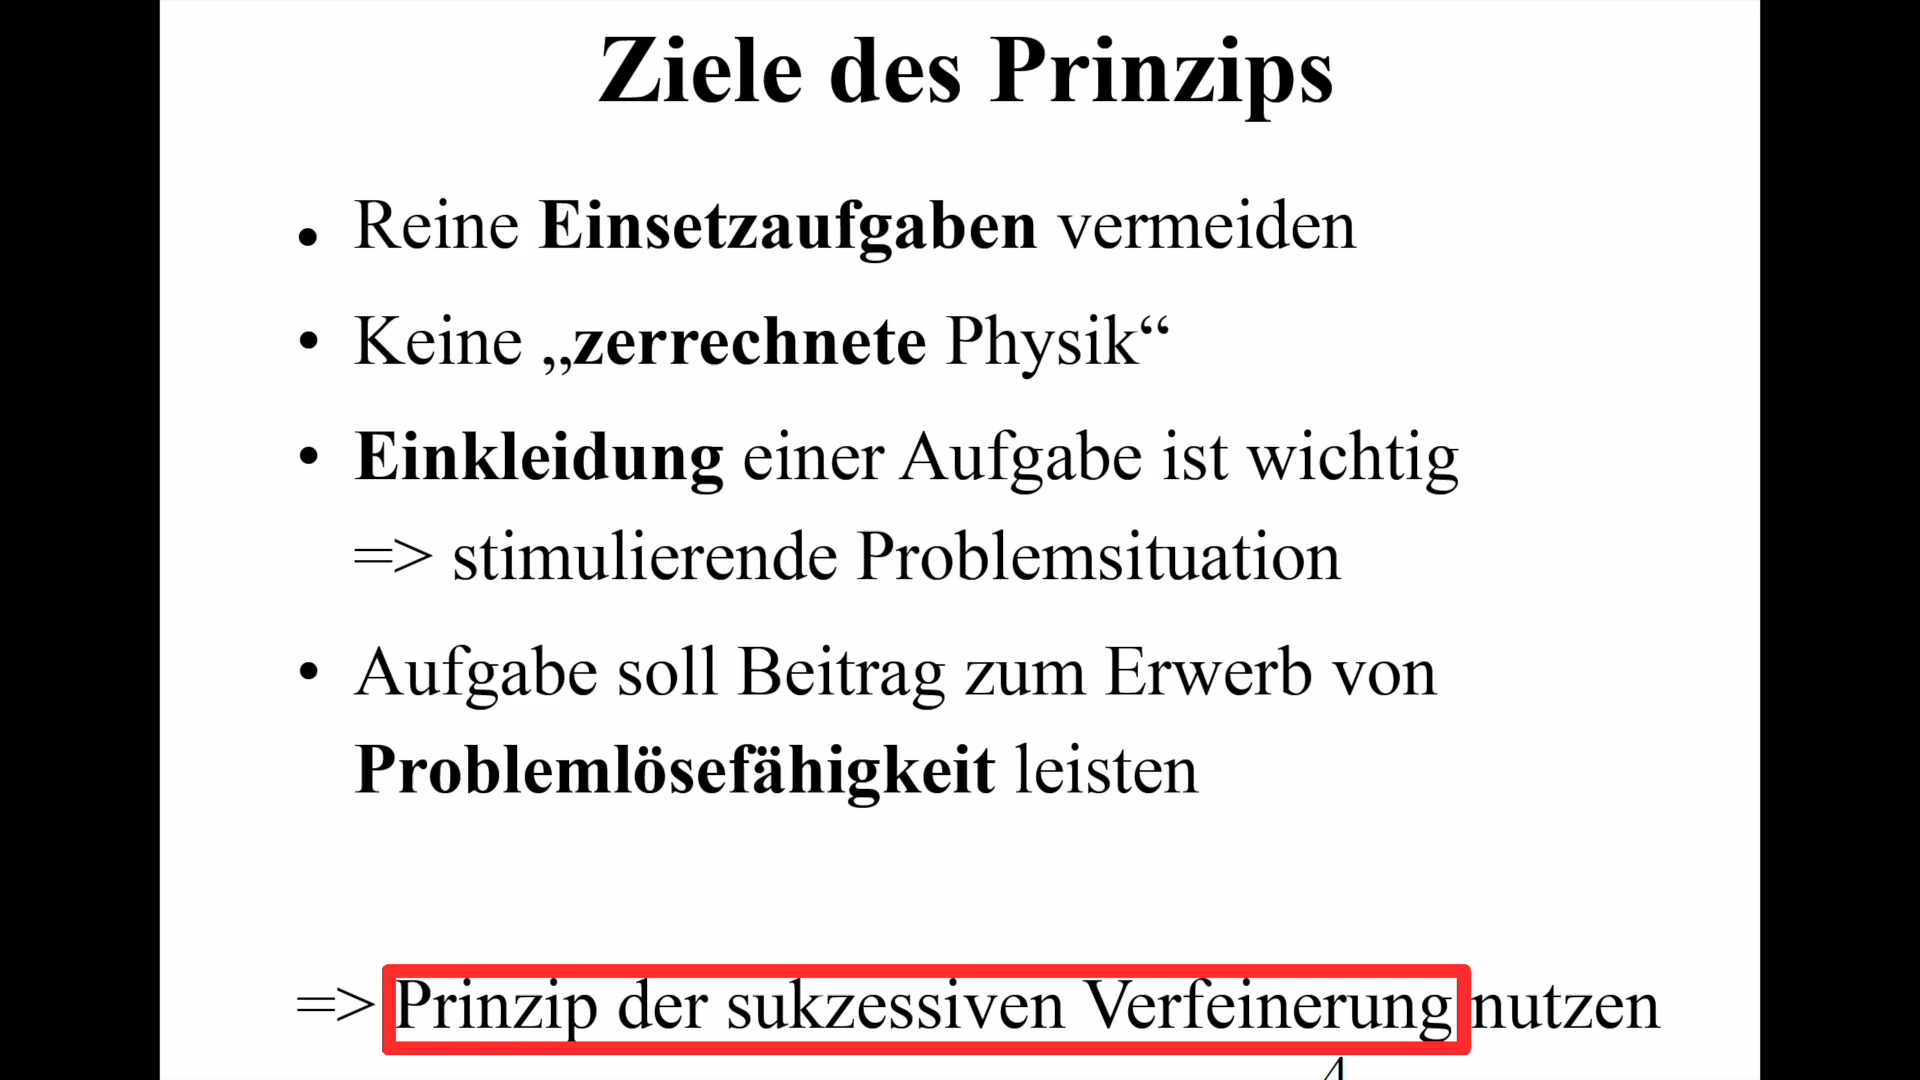 Ziele des Prinzips
• Reine Einsetzaufgaben vermeiden
• Keine „zerrechnete Physik“
• Einkleidung einer Aufgabe ist wichtig
=> stimulierende Problemsituation
• Aufgabe soll Beitrag zum Erwerb von
Problemlösefähigkeit leisten
=> Prinzip der sukzessiven Verfeinerung nutzen
4